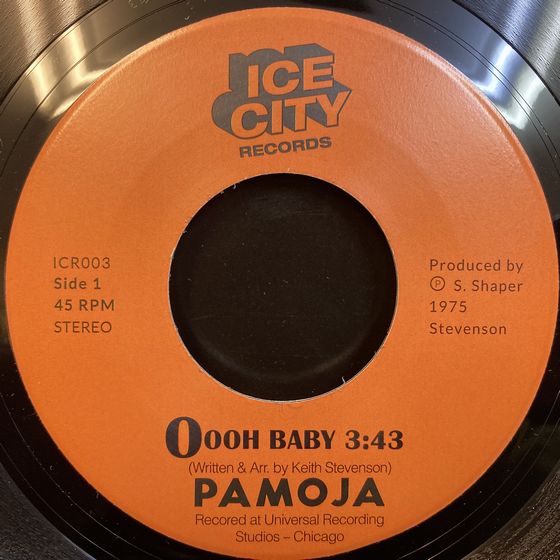 ICE
CITY
RECORDS
ICR003
Side 1
45 RPM
STEREO
Produced by
℗ S. Shaper
1975
Stevenson
OOOH BABY 3:43
(Written & Arr. by Keith Stevenson)
PAMOJA
Recored at Universal Recording
Studios – Chicago